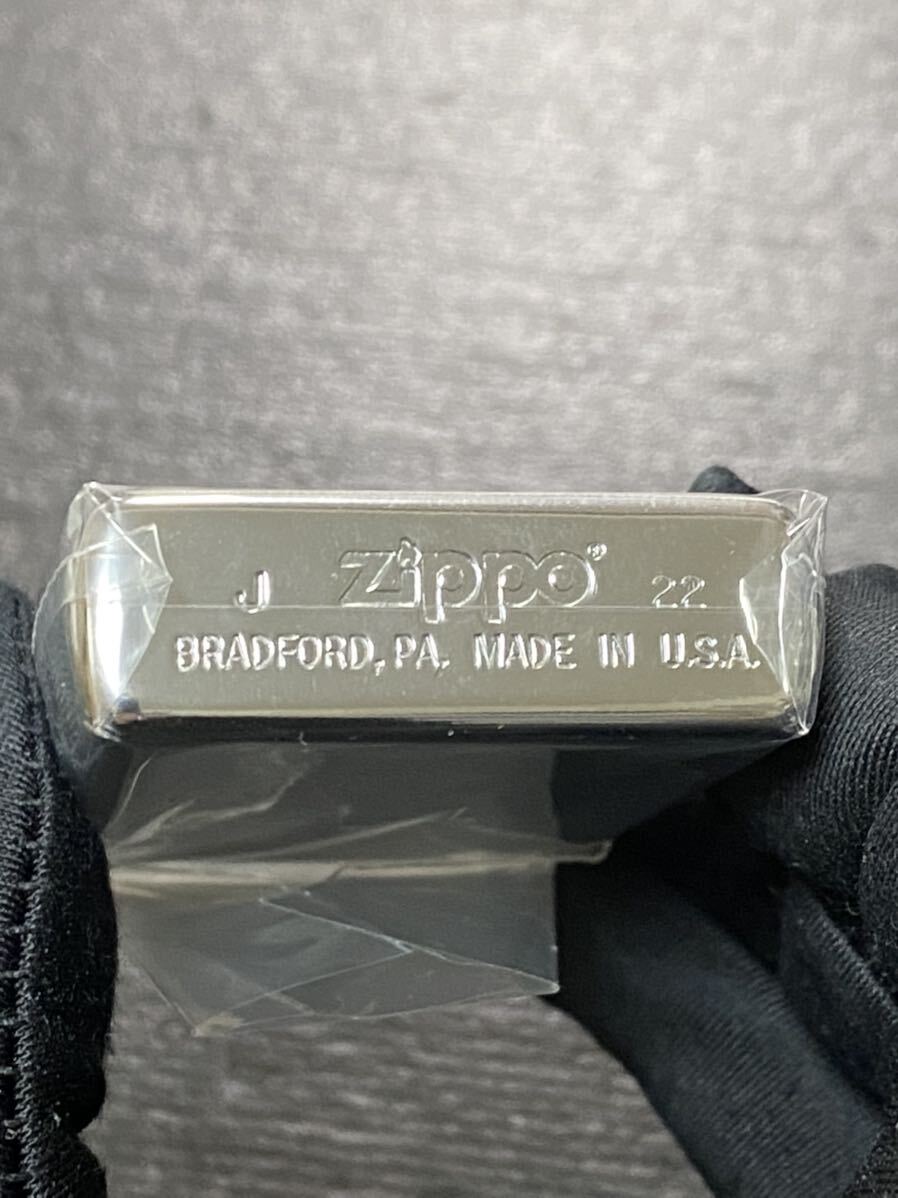 J Zippo® 22
BRADFORD, PA. MADE IN U.S.A.